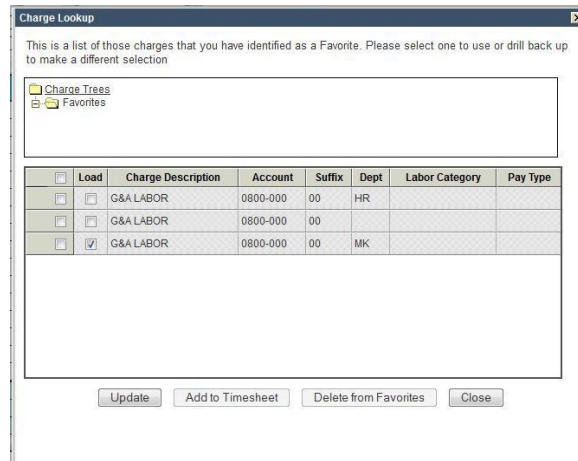 Charge Lookup
This is a list of those charges that you have identified as a Favorite. Please select one to use or drill back up
to make a different selection
Charge Trees
Favorites
Load Charge Description Account Suffix Dept Labor Category Pay Type
G&A LABOR 0800-000 00 HR
G&A LABOR 0800-000 00
G&A LABOR 0800-000 00 MK
Update Add to Timesheet Delete from Favorites Close